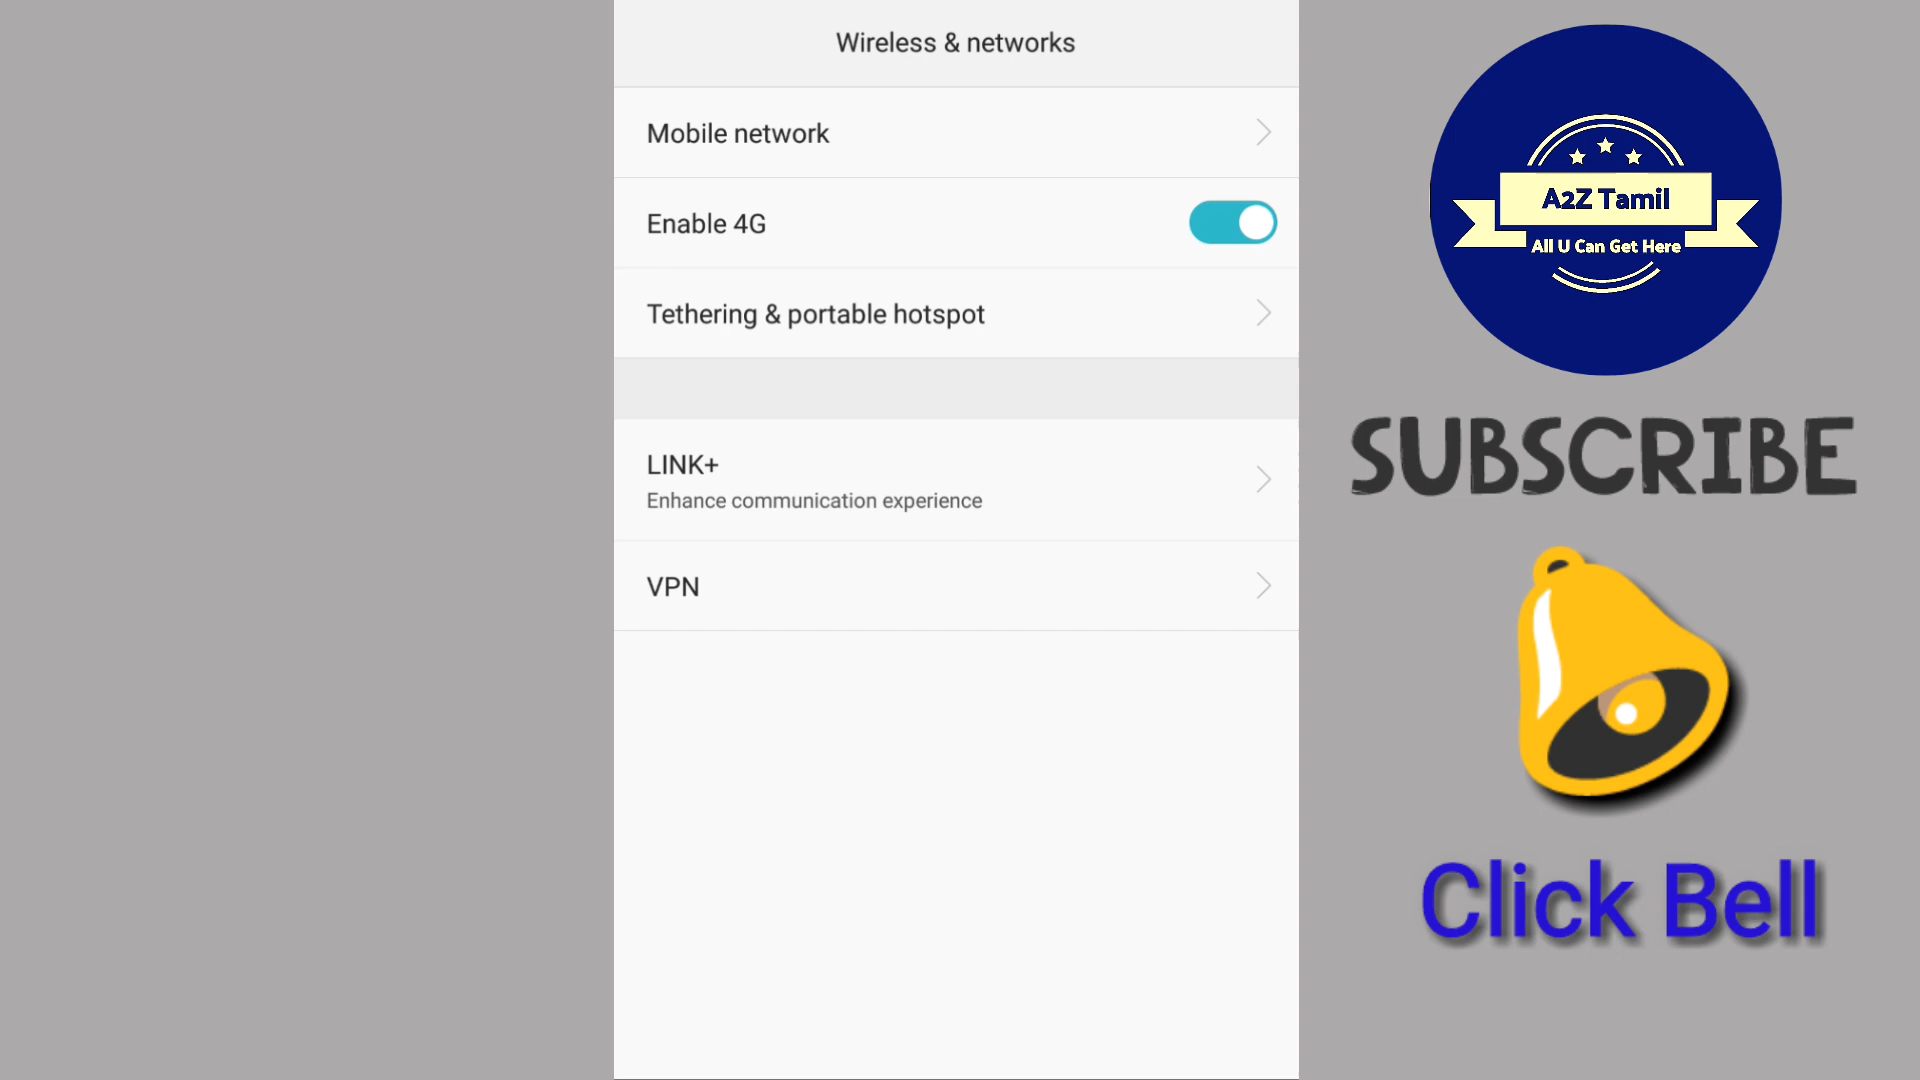 Wireless & networks
Mobile network
Enable 4G
Tethering & portable hotspot
LINK+
Enhance communication experience
VPN
A2Z Tamil
All U Can Get Here
SUBSCRIBE
Click Bell